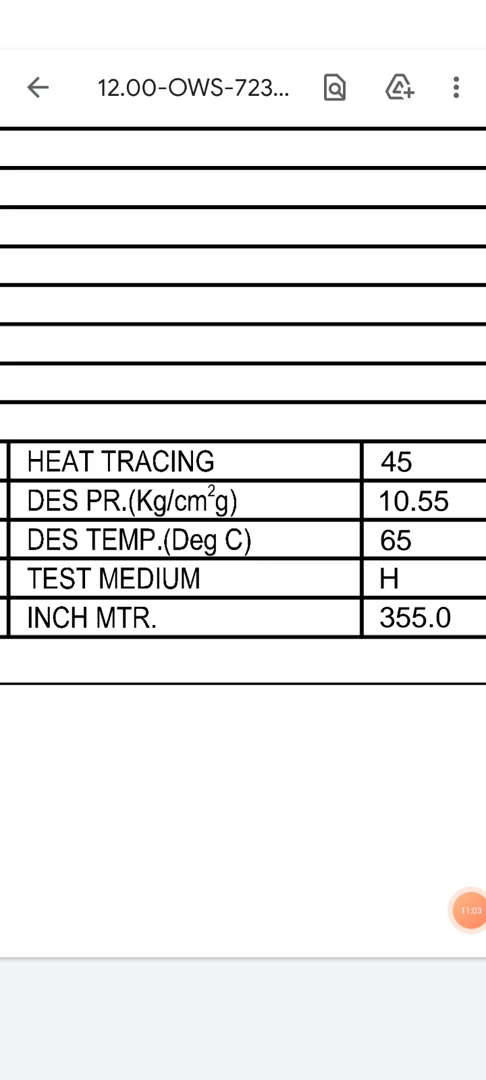 12.00-OWS-723...
HEAT TRACING 45
DES PR.(Kg/cm²g) 10.55
DES TEMP.(Deg C) 65
TEST MEDIUM H
INCH MTR. 355.0
11:03